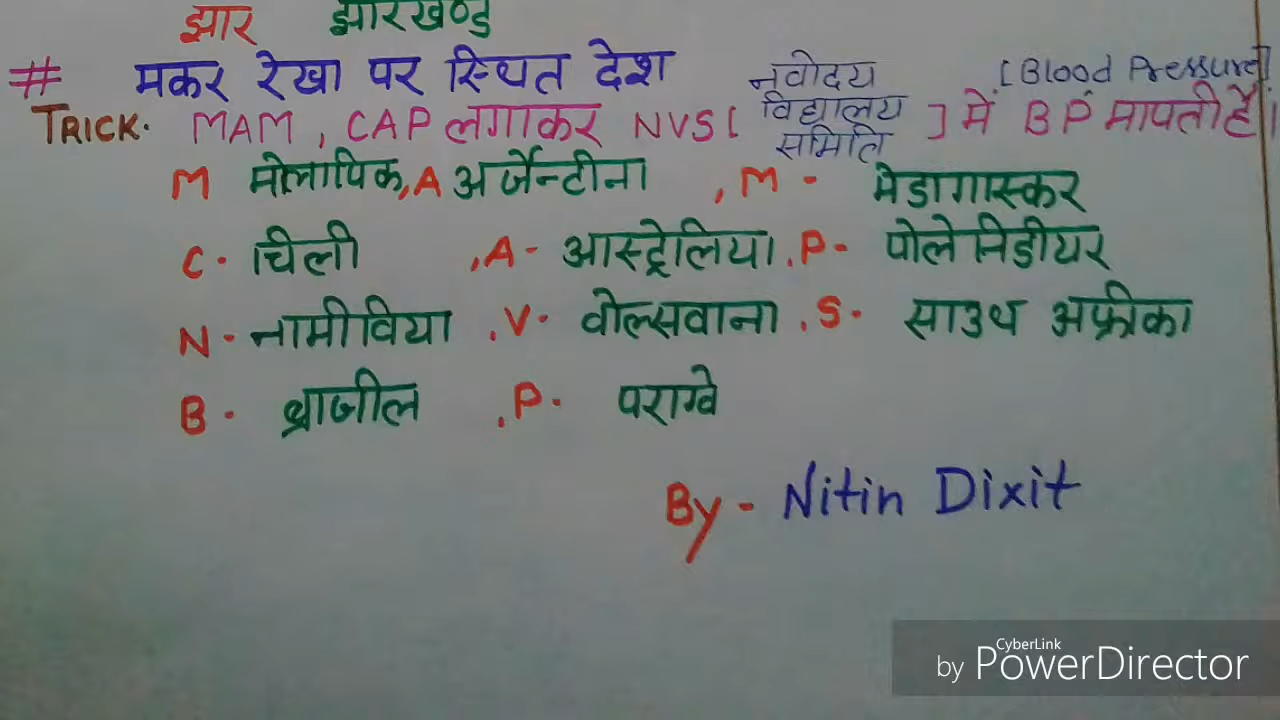 झार झारखण्ड
# मकर रेखा पर स्थित देश
TRICK. MAM, CAP लगाकर NVS [ नवोदय विद्यालय समिति ] में BP [Blood Pressure] मापती है।
M मोलापिक, A अर्जेन्टीना, M - मेडागास्कर
C. चिली, A- आस्ट्रेलिया. P- पोलेनिडीयर
N. नामीविया. V. वोत्सवाना. S. साउथ अफ्रीका
B. ब्राजील. P. पराग्वे
By - Nitin Dixit
CyberLink
by PowerDirector